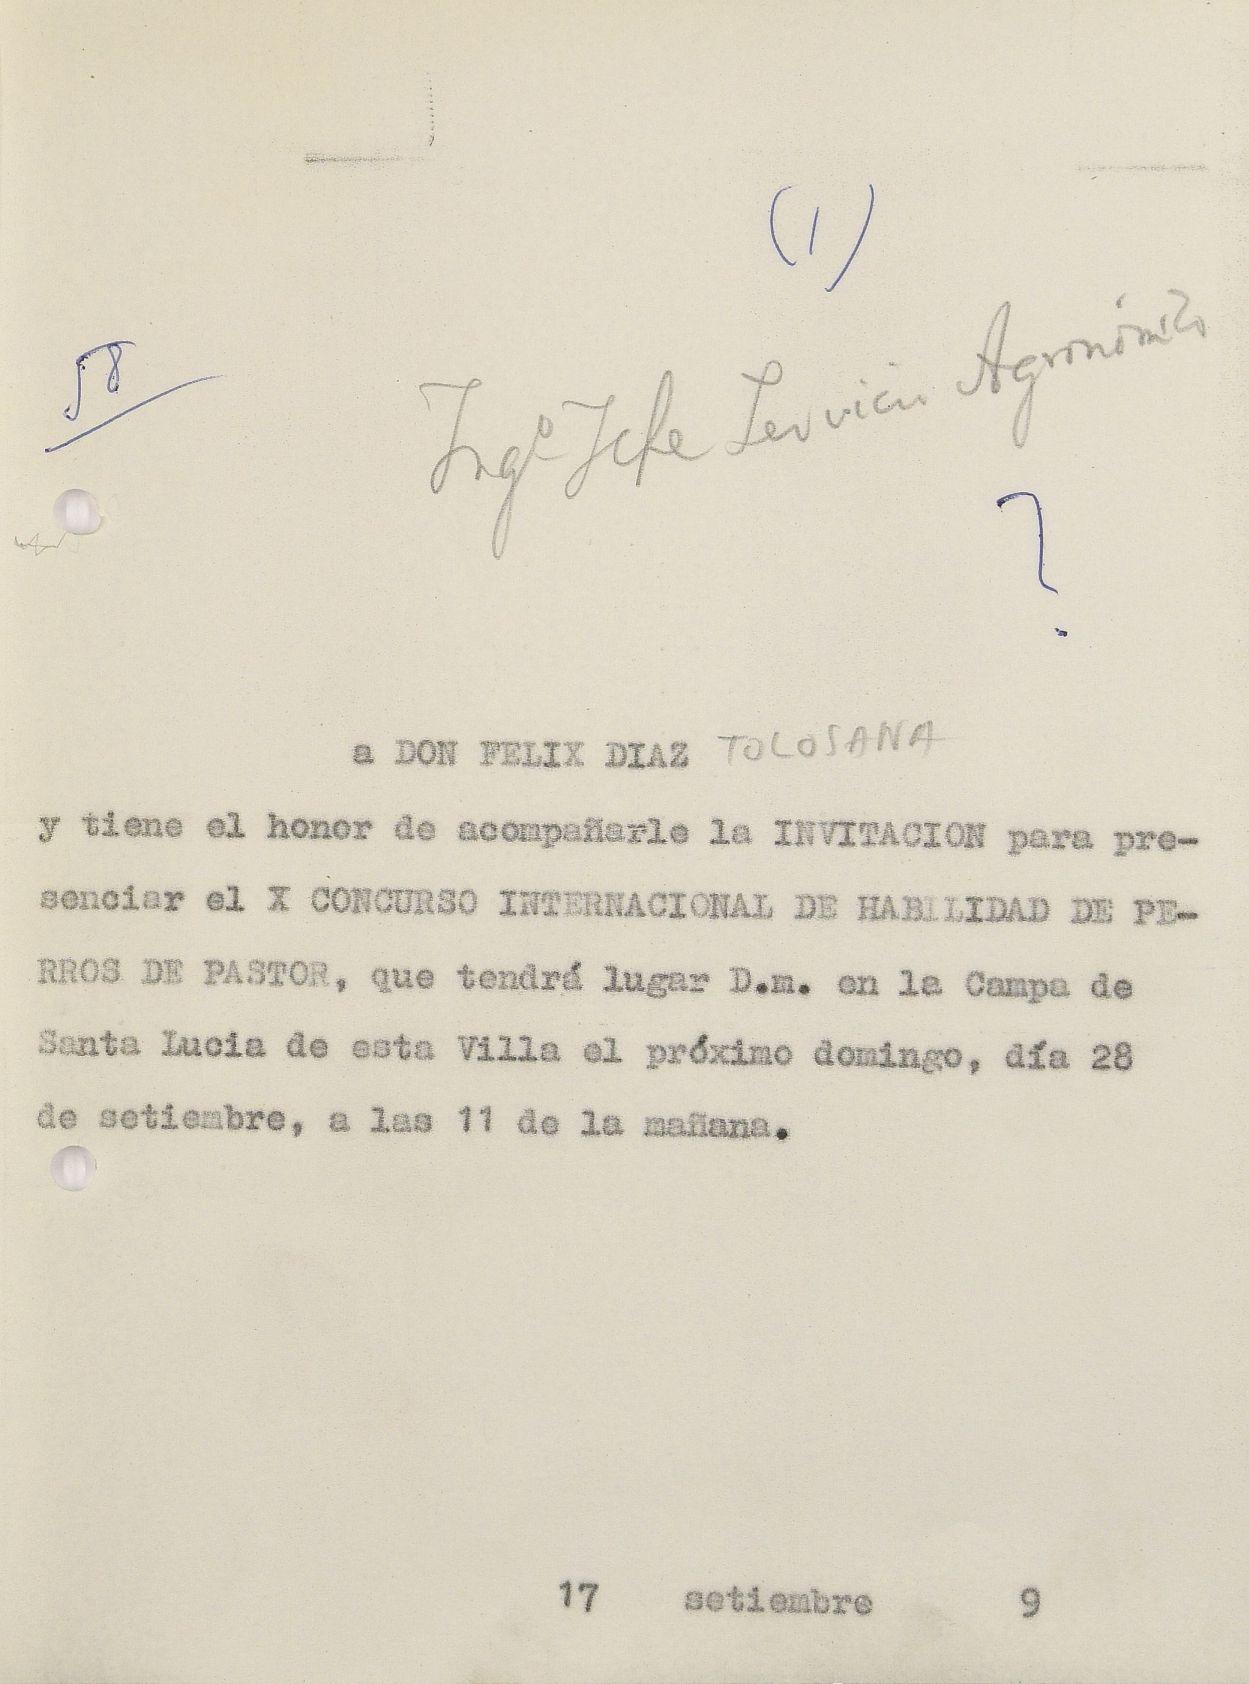 (1)
58
Ingº Jefe Servicio Agronómico
?
a DON FELIX DIAZ TOLOSANA
y tiene el honor de acompañarle la INVITACION para pre-
senciar el X CONCURSO INTERNACIONAL DE HABILIDAD DE PE-
RROS DE PASTOR, que tendrá lugar D.m. en la Campa de
Santa Lucia de esta Villa el próximo domingo, día 28
de setiembre, a las 11 de la mañana.
17 setiembre 9